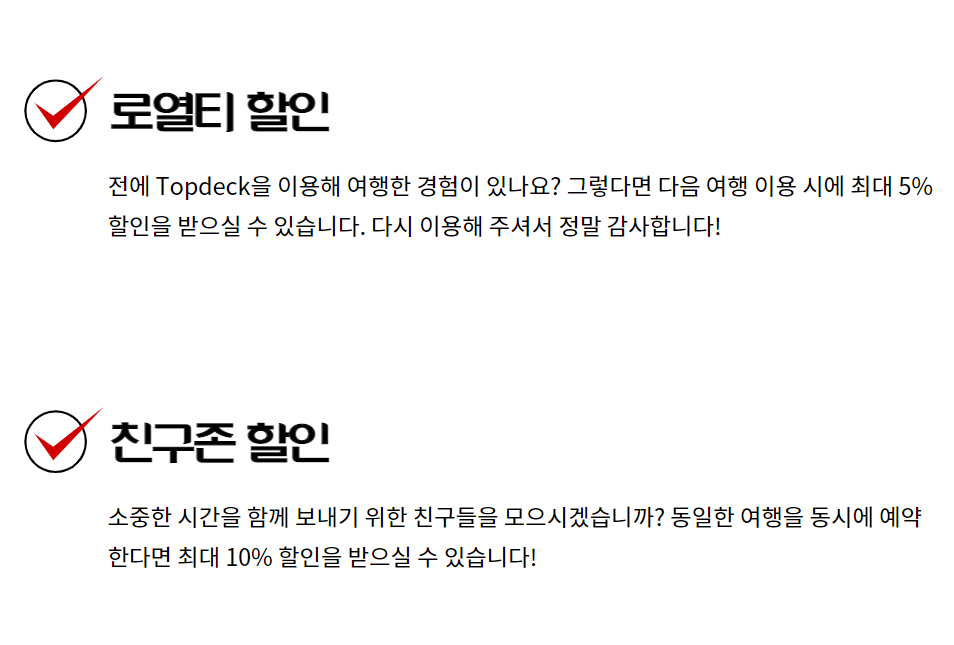 로열티 할인
전에 Topdeck을 이용해 여행한 경험이 있나요? 그렇다면 다음 여행 이용 시에 최대 5%
할인을 받으실 수 있습니다. 다시 이용해 주셔서 정말 감사합니다!
친구존 할인
소중한 시간을 함께 보내기 위한 친구들을 모으시겠습니까? 동일한 여행을 동시에 예약
한다면 최대 10% 할인을 받으실 수 있습니다!